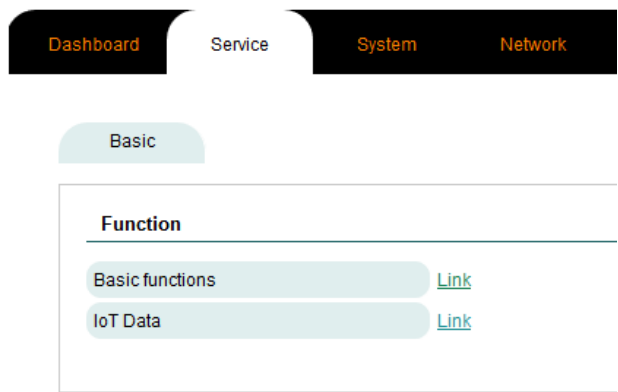 Dashboard Service System Network
Basic
Function
Basic functions Link
IoT Data Link